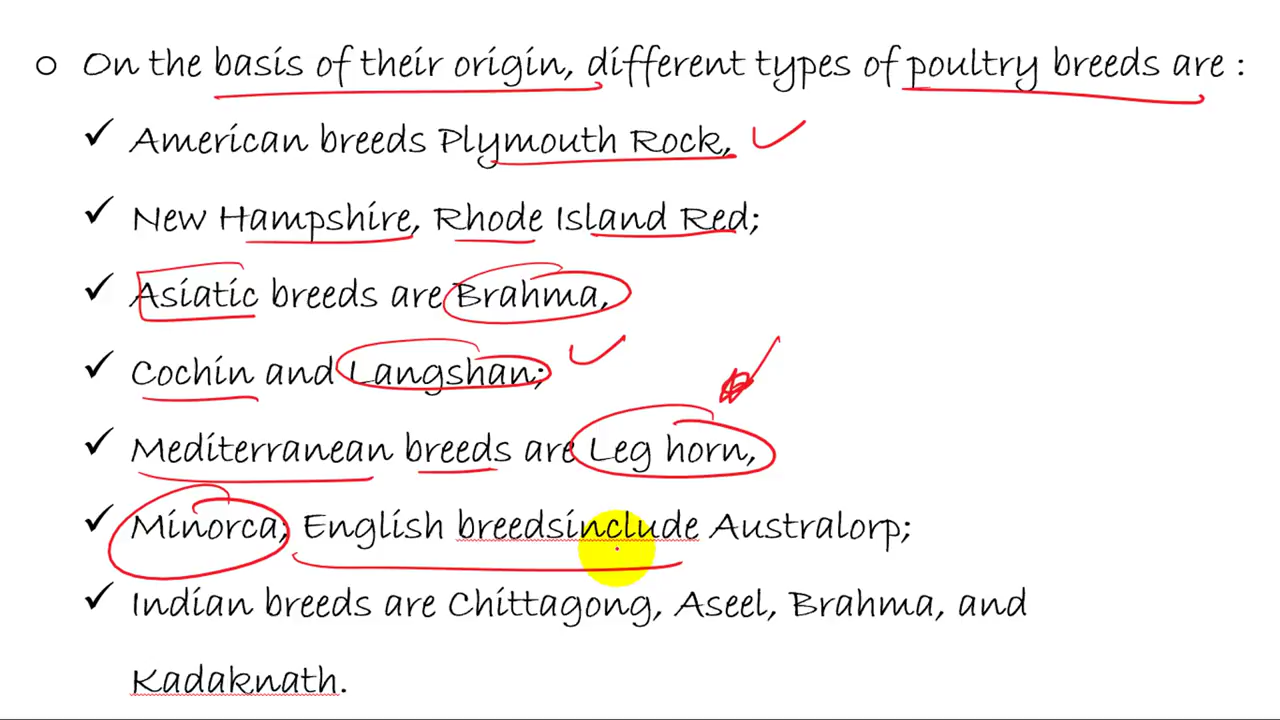 On the basis of their origin, different types of poultry breeds are :
American breeds Plymouth Rock,
New Hampshire, Rhode Island Red;
Asiatic breeds are Brahma,
Cochin and Langshan;
Mediterranean breeds are Leg horn,
Minorca; English breedsinclude Australorp;
Indian breeds are Chittagong, Aseel, Brahma, and
Kadaknath.